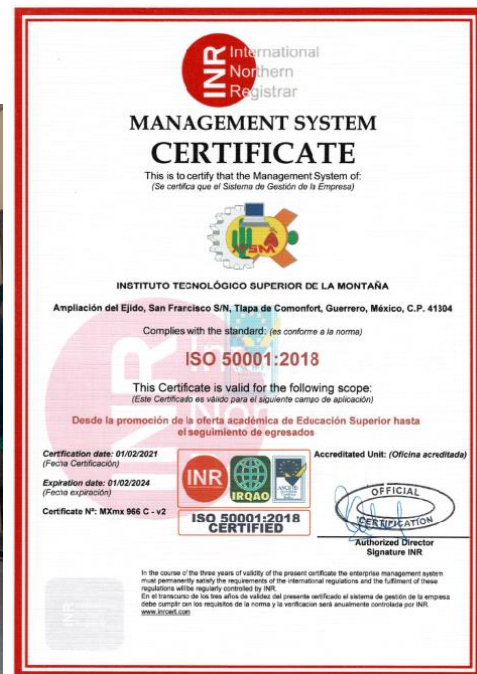 INR International
Northern
Registrar
MANAGEMENT SYSTEM
CERTIFICATE
This is to certify that the Management System of:
(Se certifica que el Sistema de Gestión de la Empresa)
ITSM
INSTITUTO TECNOLÓGICO SUPERIOR DE LA MONTAÑA
Ampliación del Ejido, San Francisco S/N, Tlapa de Comonfort, Guerrero, México, C.P. 41304
Complies with the standard: (es conforme a la norma)
ISO 50001:2018
This Certificate is valid for the following scope:
(Este Certificado es válido para el siguiente campo de aplicación)
Desde la promoción de la oferta académica de Educación Superior hasta
el seguimiento de egresados
Certification date: 01/02/2021
(Fecha Certificación)
Expiration date: 01/02/2024
(Fecha expiración)
Certificate Nº: MXmx 966 C - v2
INR
IRQAO
ISO 50001:2018
CERTIFIED
Accreditated Unit: (Oficina acreditada)
OFFICIAL
CERTIFICATION
Authorized Director
Signature INR
In the course of the three years of validity of the present certificate the enterprise management system
must permanently satisfy the requirements of the international regulations and the fulfilment of these
regulations will be regularly controlled by INR.
En el transcurso de los tres años de validez del presente certificado el sistema de gestión de la empresa
debe cumplir con los requisitos de la norma y la verificación será anualmente controlada por INR.
www.inrcert.com